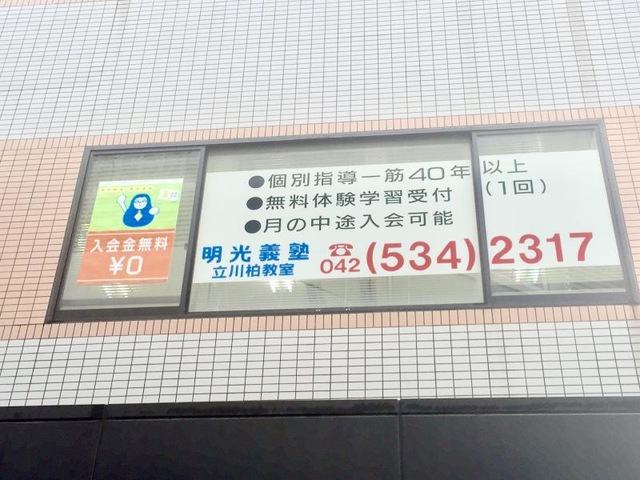 ●個別指導一筋40年以上
●無料体験学習受付(1回)
●月の中途入会可能
明光義塾
立川柏教室
☎
042(534)2317
入会金無料
¥0